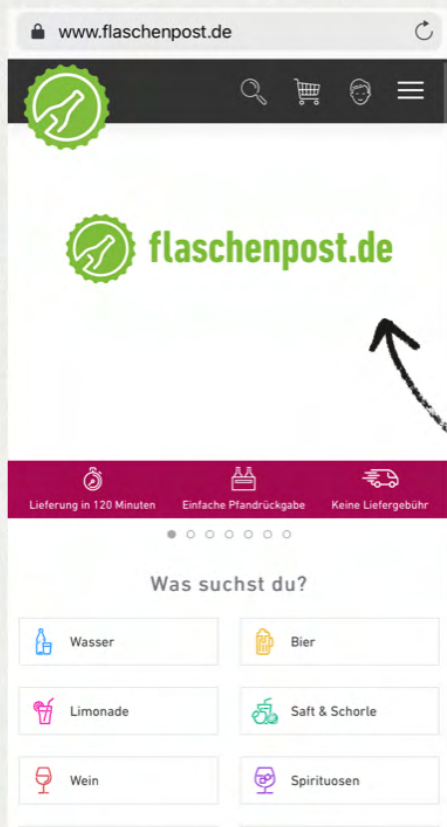 www.flaschenpost.de
flaschenpost.de
Lieferung in 120 Minuten
Einfache Pfandrückgabe
Keine Liefergebühr
Was suchst du?
Wasser
Bier
Limonade
Saft & Schorle
Wein
Spirituosen